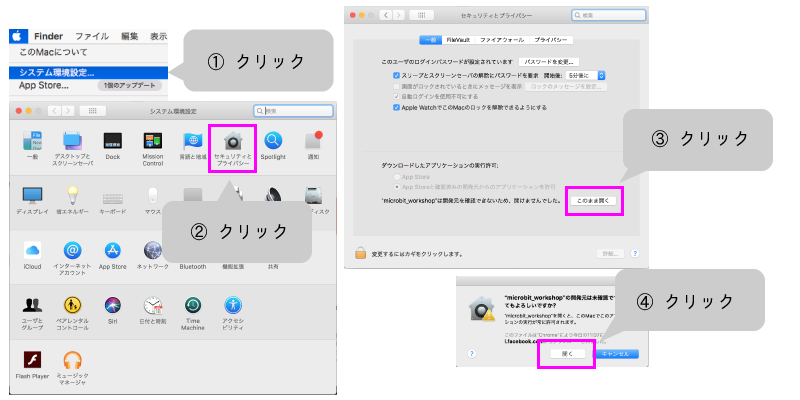 Finder ファイル 編集 表示
このMacについて
システム環境設定...
App Store... 1個のアップデート
① クリック
システム環境設定
検索
一般
デスクトップと
スクリーンセーバ
Dock
Mission
Control
言語と地域
セキュリティと
プライバシー
Spotlight
通知
ディスプレイ
省エネルギー
キーボード
マウス
ディスク
② クリック
iCloud
インターネット
アカウント
App Store
ネットワーク
Bluetooth
機能拡張
共有
ユーザと
グループ
ペアレンタル
コントロール
Siri
日付と時刻
Time
Machine
アクセシ
ビリティ
Flash Player
ミュージック
マネージャ
セキュリティとプライバシー
検索
一般 FileVault ファイアウォール プライバシー
このユーザのログインパスワードが設定されています パスワードを変更...
スリープとスクリーンセーバの解除にパスワードを要求 開始後: 5分後に
画面がロックされているときにメッセージを表示 ロックのメッセージを設定...
自動ログインを使用不可にする
Apple WatchでこのMacのロックを解除できるようにする
③ クリック
ダウンロードしたアプリケーションの実行許可:
App Store
App Storeと確認済みの開発元からのアプリケーションを許可
"microbit_workshop"は開発元を確認できないため、開けませんでした。 このまま開く
変更するにはカギをクリックします。
詳細... ?
"microbit_workshop"の開発元は未確認で
てもよろしいですか?
"microbit_workshop"を開くと、このMacでこのア
ションの実行が常に許可されます。
④ クリック
l.facebook.com
? 開く キャンセル